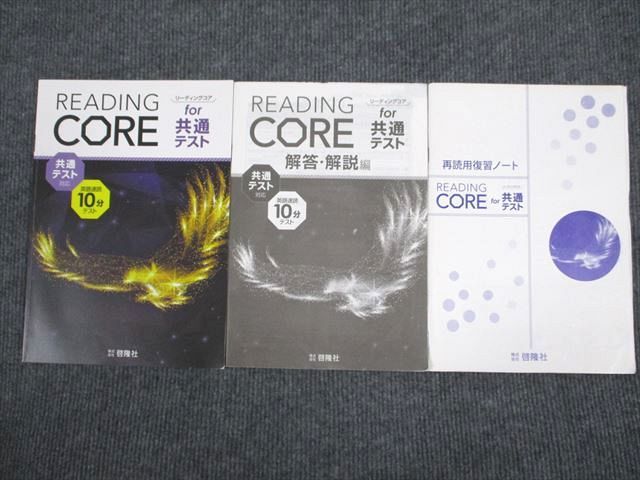 READING
CORE
リーディングコア
for
共通
テスト
共通
テスト
対応
英語速読
10分
テスト
株式
会社 啓隆社
READING
CORE
リーディングコア
for
共通
テスト
解答・解説編
共通
テスト
対応
英語速読
10分
テスト
株式
会社 啓隆社
再読用復習ノート
READING
CORE for 共通
テスト
株式
会社 啓隆社